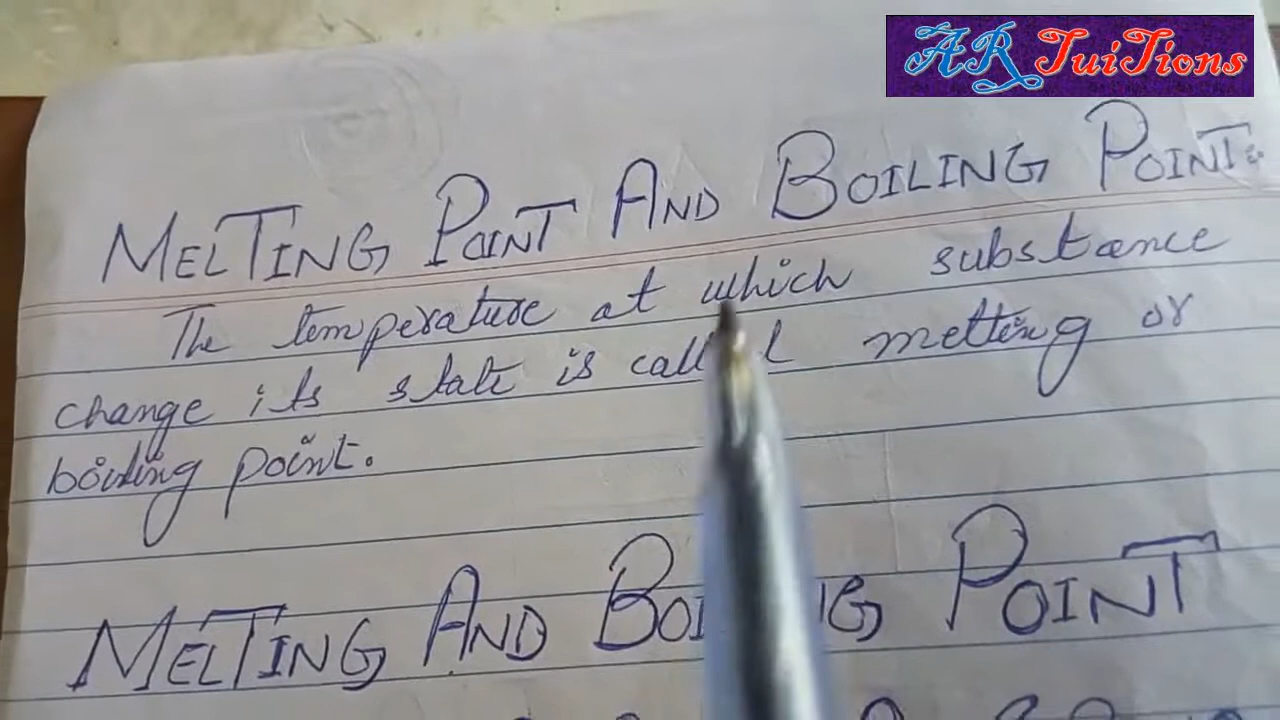 AR TuiTions
MELTING POINT AND BOILING POINT:
The temperature at which substance
change its state is called melting or
boiling point.
MELTING AND BOILING POINT